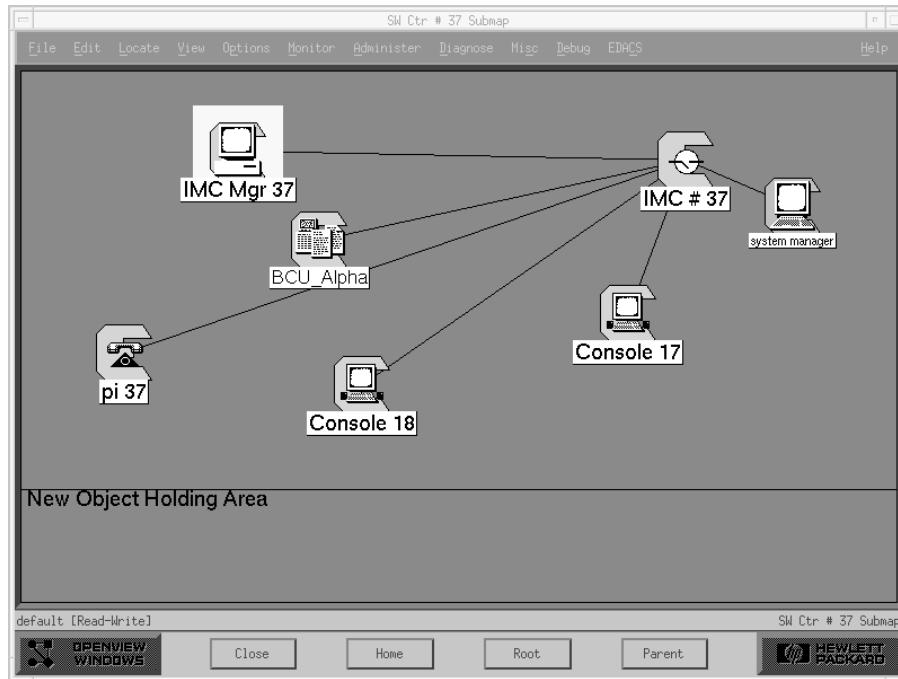 SW Ctr # 37 Submap
File Edit Locate View Options Monitor Administer Diagnose Misc Debug EDACS Help
IMC Mgr 37
IMC # 37
system manager
BCU_Alpha
Console 17
pi 37
Console 18
New Object Holding Area
default [Read-Write] SW Ctr # 37 Submap
OPENVIEW
WINDOWS
Close Home Root Parent
hp HEWLETT
PACKARD